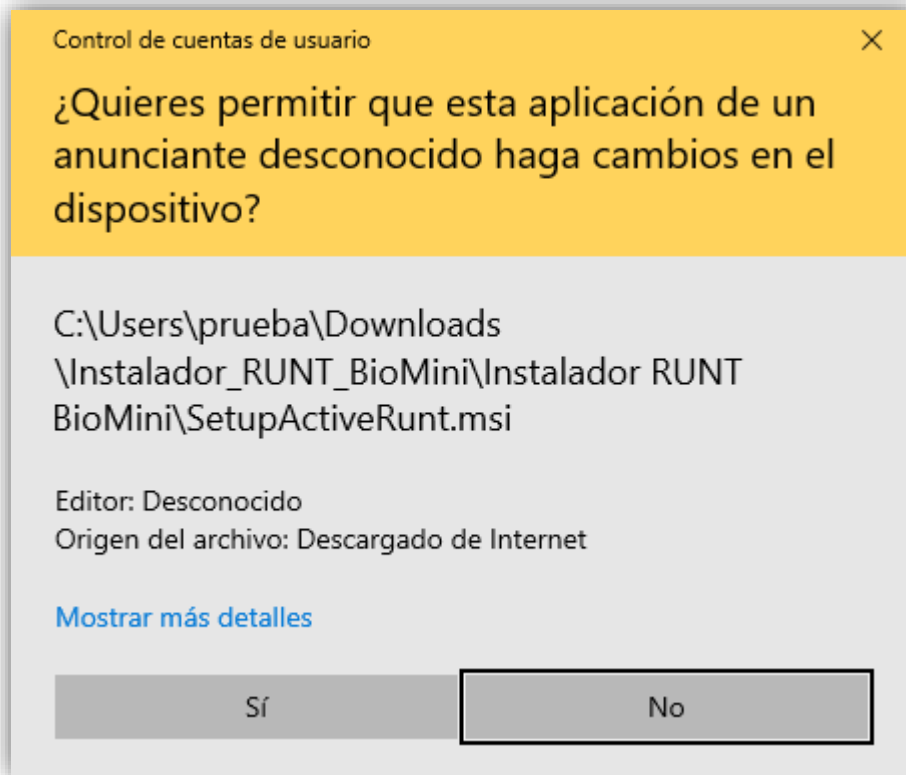 Control de cuentas de usuario
¿Quieres permitir que esta aplicación de un
anunciante desconocido haga cambios en el
dispositivo?
C:\Users\prueba\Downloads
\Instalador_RUNT_BioMini\Instalador RUNT
BioMini\SetupActiveRunt.msi
Editor: Desconocido
Origen del archivo: Descargado de Internet
Mostrar más detalles
Sí
No